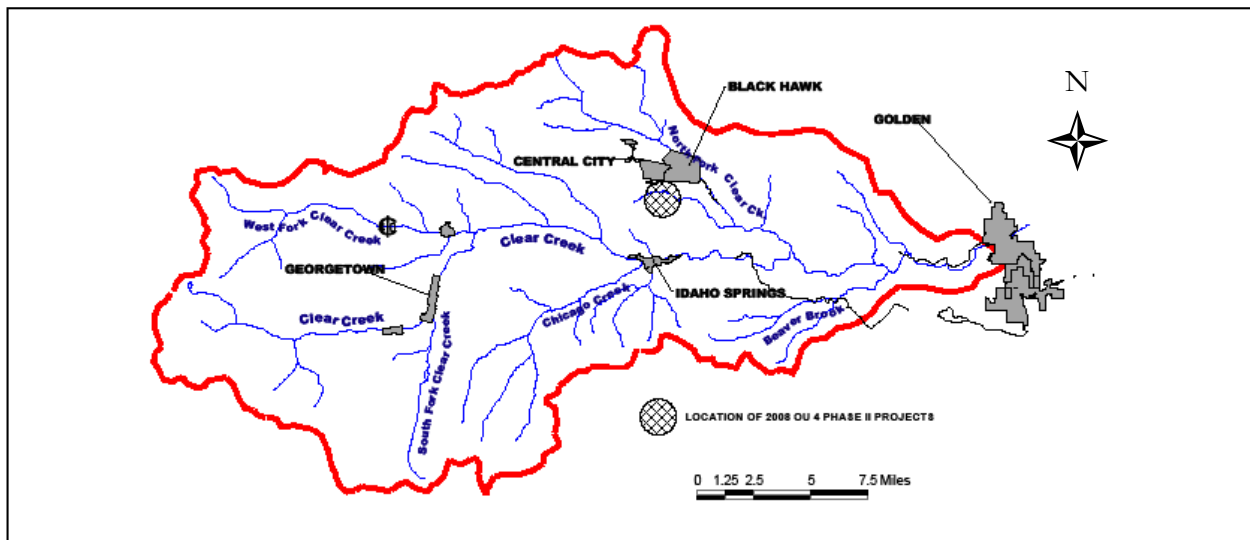 N
BLACK HAWK
GOLDEN
North Fork Clear Ck.
CENTRAL CITY
West Fork Clear Creek
Clear Creek
GEORGETOWN
IDAHO SPRINGS
Chicago Creek
Clear Creek
Beaver Brook
South Fork Clear Creek
LOCATION OF 2008 OU 4 PHASE II PROJECTS
0 1.25 2.5 5 7.5 Miles